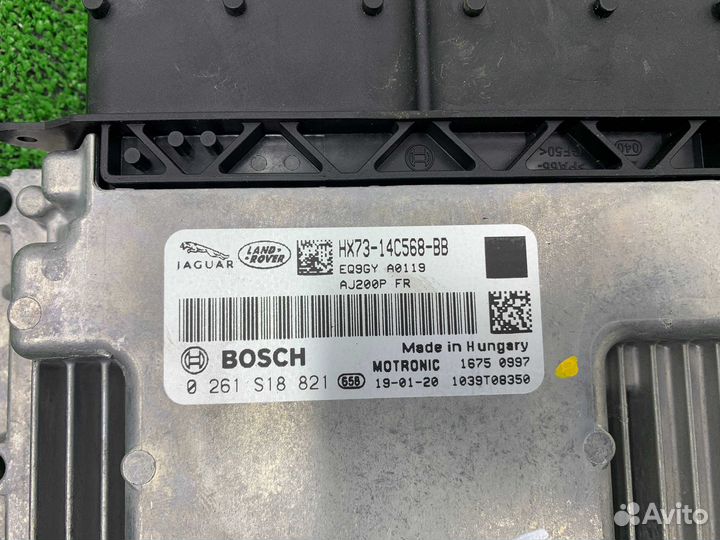 JAGUAR
LAND ROVER
HX73-14C568-BB
EQ9GY A0119
AJ200P FR
BOSCH
Made in Hungary
MOTRONIC 1675 0997
0 261 S18 821 658 19-01-20 1039T08350
Avito